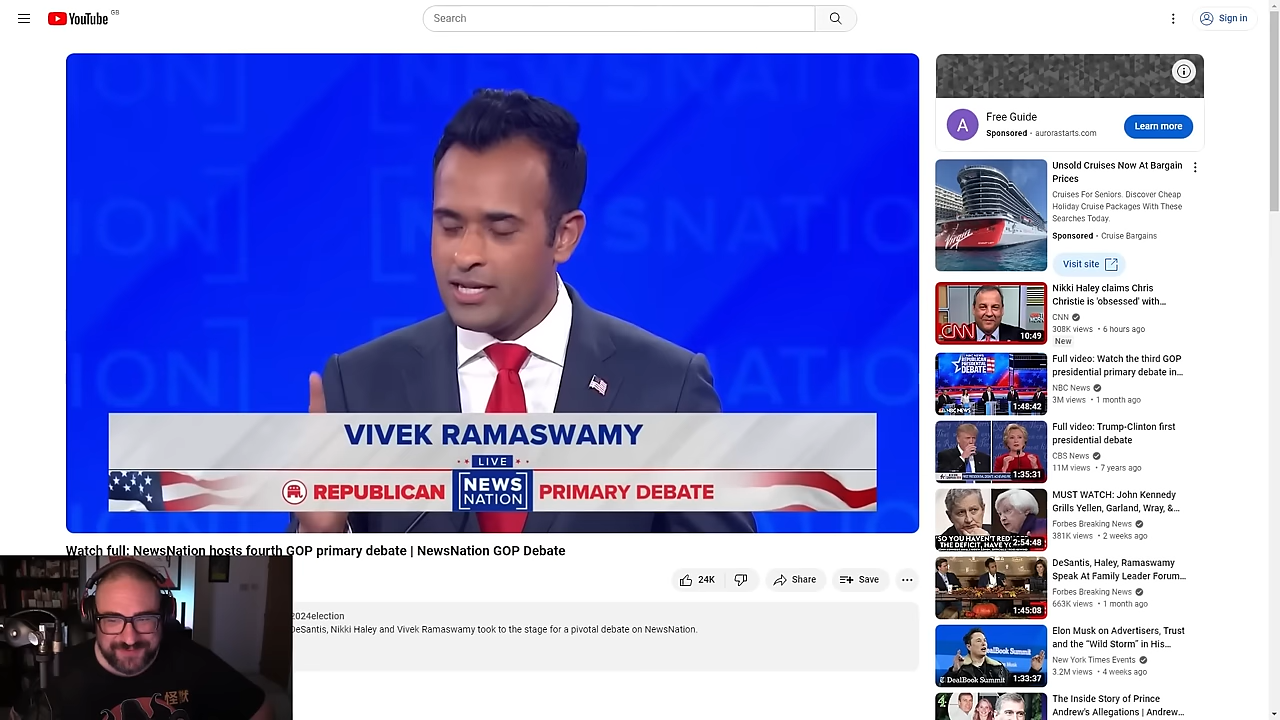 YouTube GB
Search
Sign in
NEWSNATION
VIVEK RAMASWAMY
LIVE
REPUBLICAN
NEWS
NATION
PRIMARY DEBATE
Watch full: NewsNation hosts fourth GOP primary debate | NewsNation GOP Debate
24K
Share
Save
2024election
DeSantis, Nikki Haley and Vivek Ramaswamy took to the stage for a pivotal debate on NewsNation.
怪獣
A
Free Guide
Sponsored · aurorastarts.com
Learn more
Virgin
Unsold Cruises Now At Bargain
Prices
Cruises For Seniors. Discover Cheap
Holiday Cruise Packages With These
Searches Today.
Sponsored · Cruise Bargains
Visit site
CNN
10:49
Nikki Haley claims Chris
Christie is 'obsessed' with...
CNN
308K views • 6 hours ago
New
1:48:42
Full video: Watch the third GOP
presidential primary debate in...
NBC News
3M views • 1 month ago
1:35:31
Full video: Trump-Clinton first
presidential debate
CBS News
11M views • 7 years ago
2:54:48
MUST WATCH: John Kennedy
Grills Yellen, Garland, Wray, &...
Forbes Breaking News
381K views • 2 weeks ago
1:45:08
DeSantis, Haley, Ramaswamy
Speak At Family Leader Forum...
Forbes Breaking News
663K views • 1 month ago
DealBook Summit
1:33:37
Elon Musk on Advertisers, Trust
and the “Wild Storm” in His...
New York Times Events
3.2M views • 4 weeks ago
4
The Inside Story of Prince
Andrew's Allegations | Andrew...